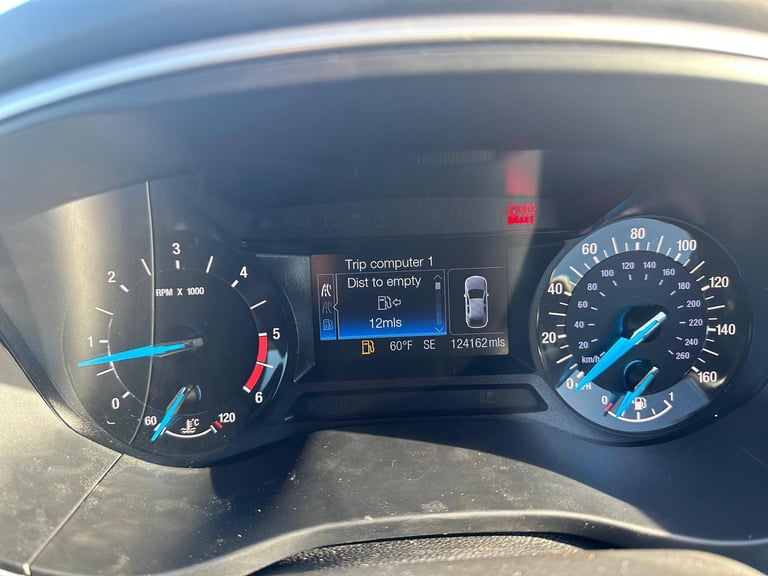 Trip computer 1
Dist to empty
12mls
60°F SE 124162 mls
0 1 2 3 4 5 6
RPM X 1000
60 °C 120
0 20 40 60 80 100 120 140 160
20 40 60 80 100 120 140 160 180 200 220 240 260
km/h
0 1